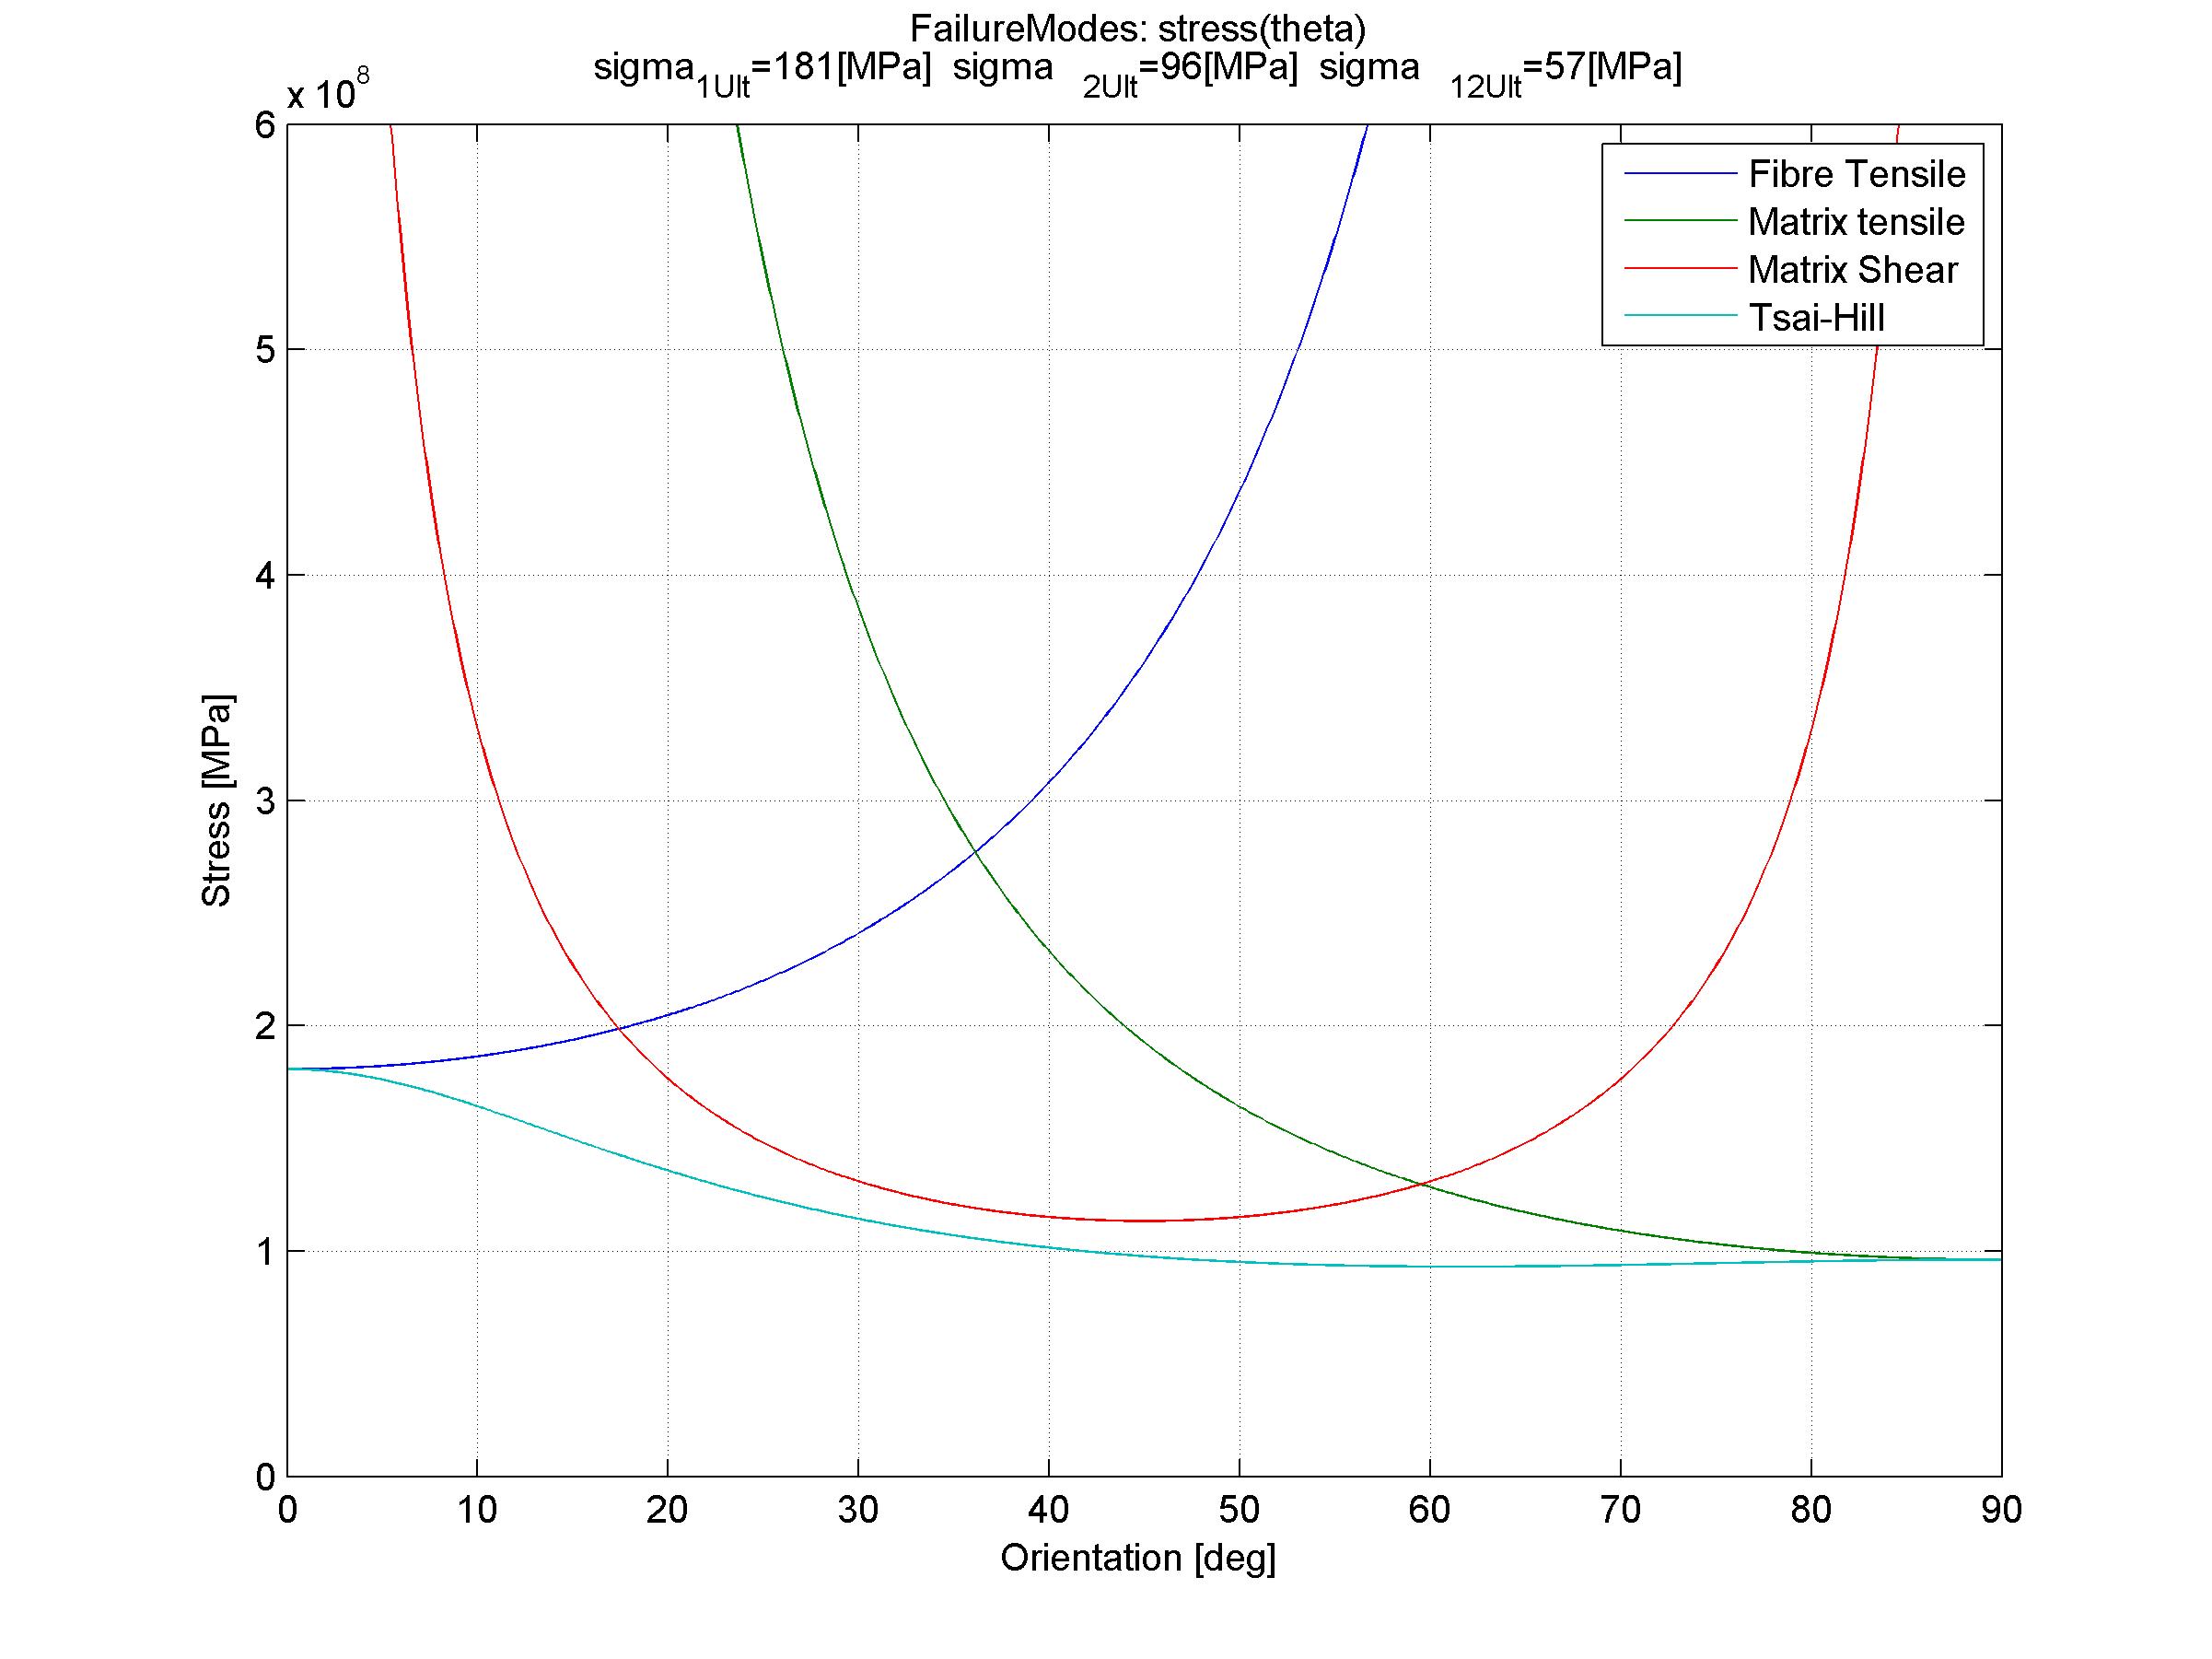 FailureModes: stress(theta)
sigma1Ult=181[MPa] sigma 2Ult=96[MPa] sigma 12Ult=57[MPa]
x 10^8
6
5
4
3
2
1
0
Stress [MPa]
Fibre Tensile
Matrix tensile
Matrix Shear
Tsai-Hill
0 10 20 30 40 50 60 70 80 90
Orientation [deg]